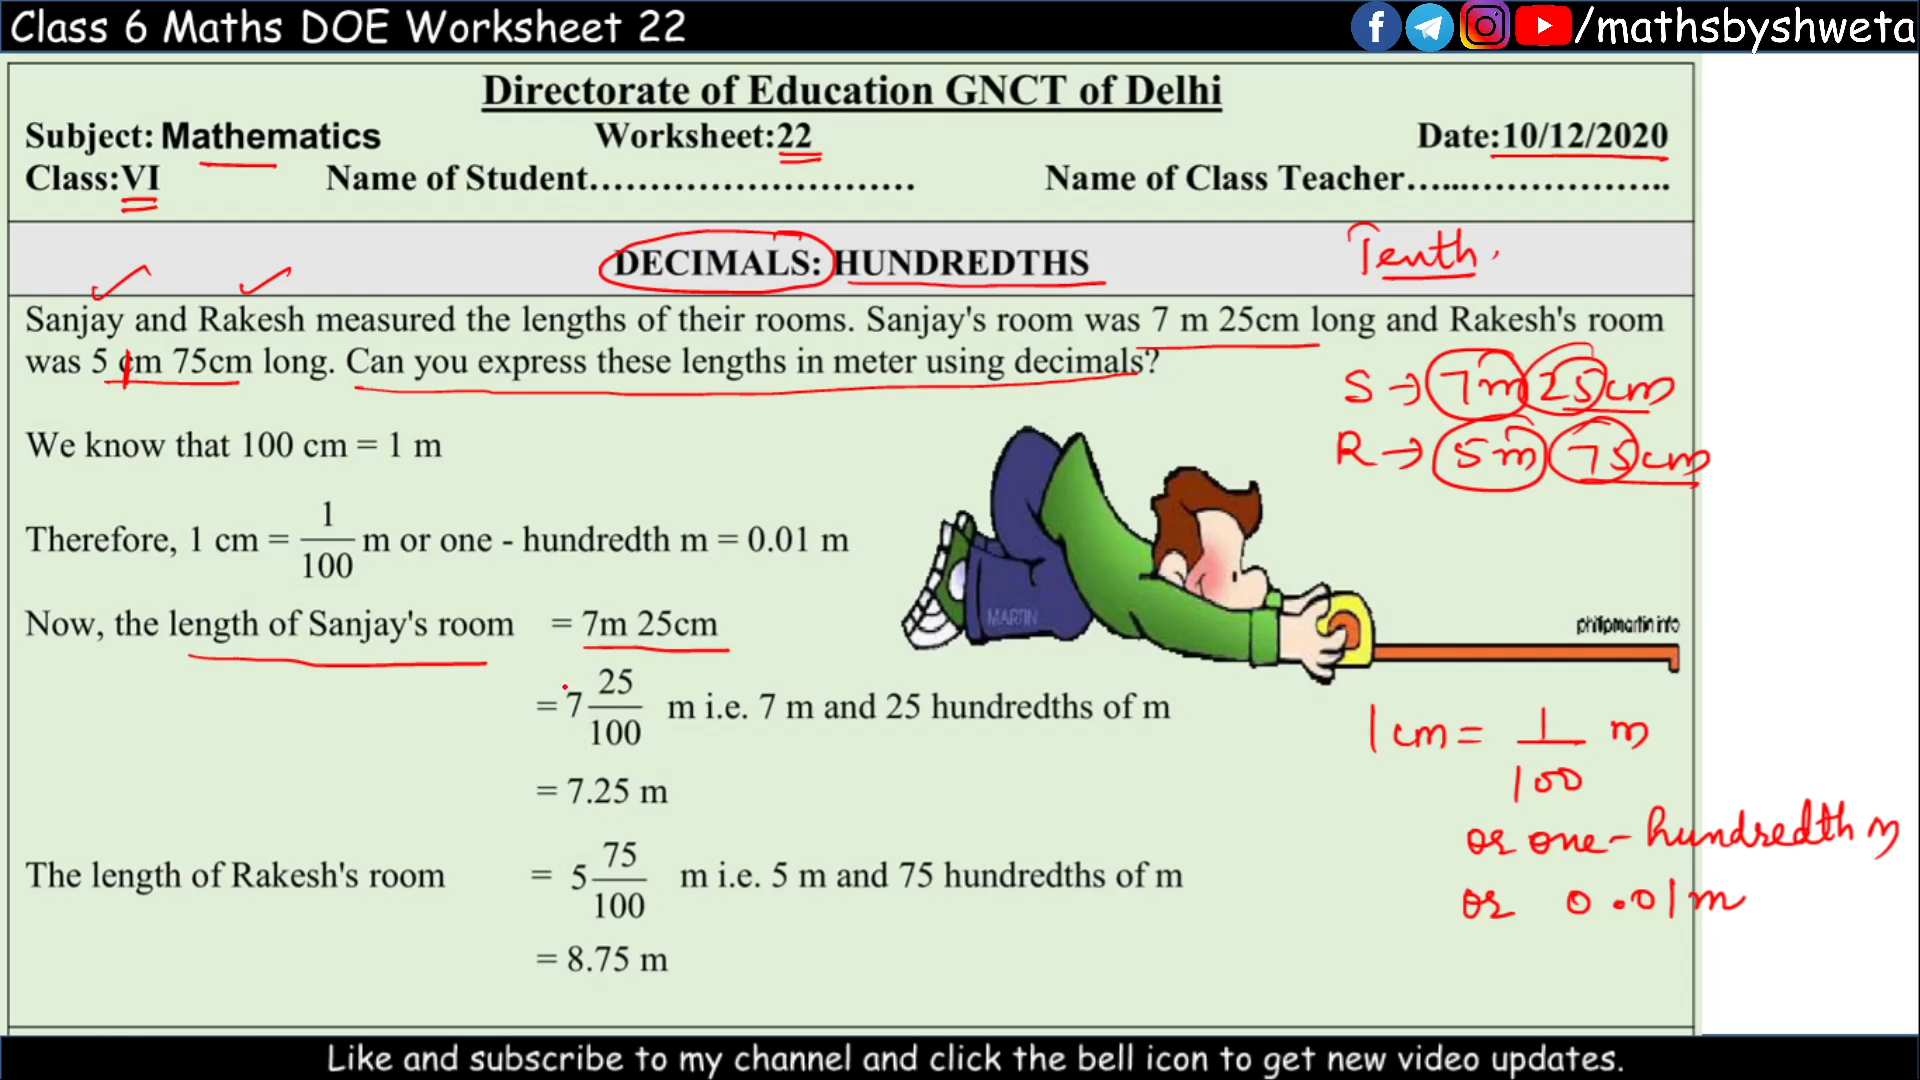 Class 6 Maths DOE Worksheet 22
/mathsbyshweta
Directorate of Education GNCT of Delhi
Subject: Mathematics Worksheet:22 Date:10/12/2020
Class:VI Name of Student……………………… Name of Class Teacher…...……………..
DECIMALS: HUNDREDTHS Tenth
Sanjay and Rakesh measured the lengths of their rooms. Sanjay's room was 7 m 25cm long and Rakesh's room
was 5 cm 75cm long. Can you express these lengths in meter using decimals?
S → 7m 25cm
R → 5m 75cm
We know that 100 cm = 1 m
Therefore, 1 cm = 1/100 m or one - hundredth m = 0.01 m
MARTIN
philipmartin info
Now, the length of Sanjay's room = 7m 25cm
= 7 25/100 m i.e. 7 m and 25 hundredths of m
= 7.25 m
1 cm = 1/100 m
or one - hundredth m
or 0.01 m
The length of Rakesh's room = 5 75/100 m i.e. 5 m and 75 hundredths of m
= 8.75 m
Like and subscribe to my channel and click the bell icon to get new video updates.